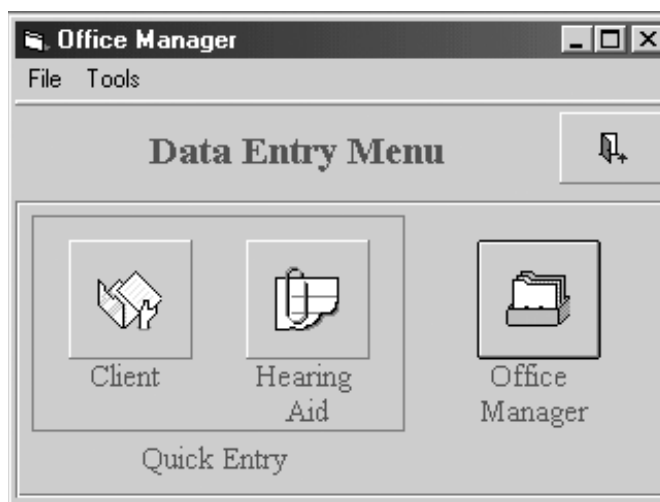 Office Manager
File Tools
Data Entry Menu
Client
Hearing
Aid
Office
Manager
Quick Entry